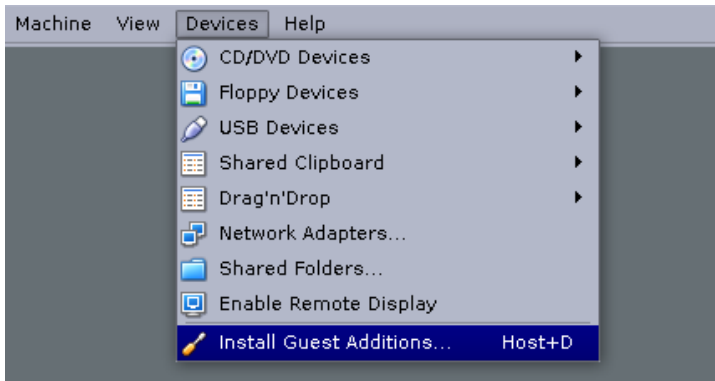 Machine View Devices Help
CD/DVD Devices
Floppy Devices
USB Devices
Shared Clipboard
Drag'n'Drop
Network Adapters...
Shared Folders...
Enable Remote Display
Install Guest Additions... Host+D